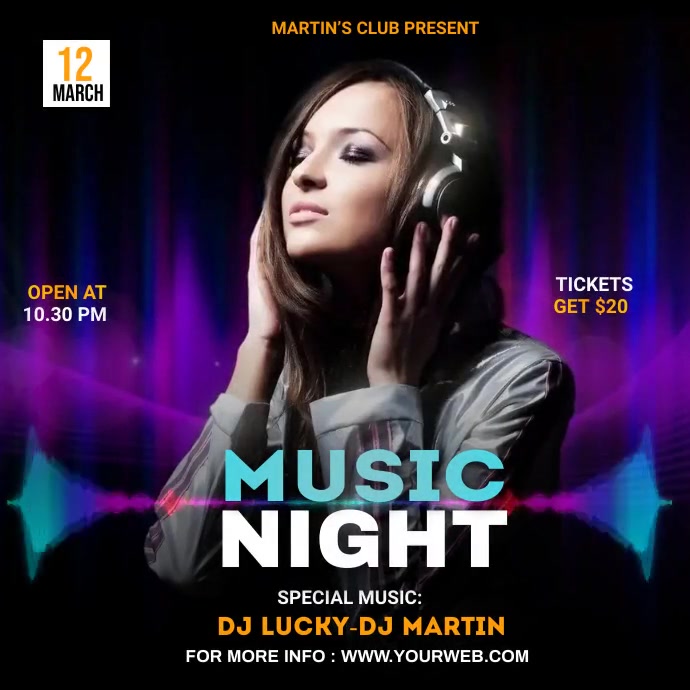 MARTIN'S CLUB PRESENT
12
MARCH
OPEN AT
10.30 PM
TICKETS
GET $20
MUSIC
NIGHT
SPECIAL MUSIC:
DJ LUCKY-DJ MARTIN
FOR MORE INFO : WWW.YOURWEB.COM